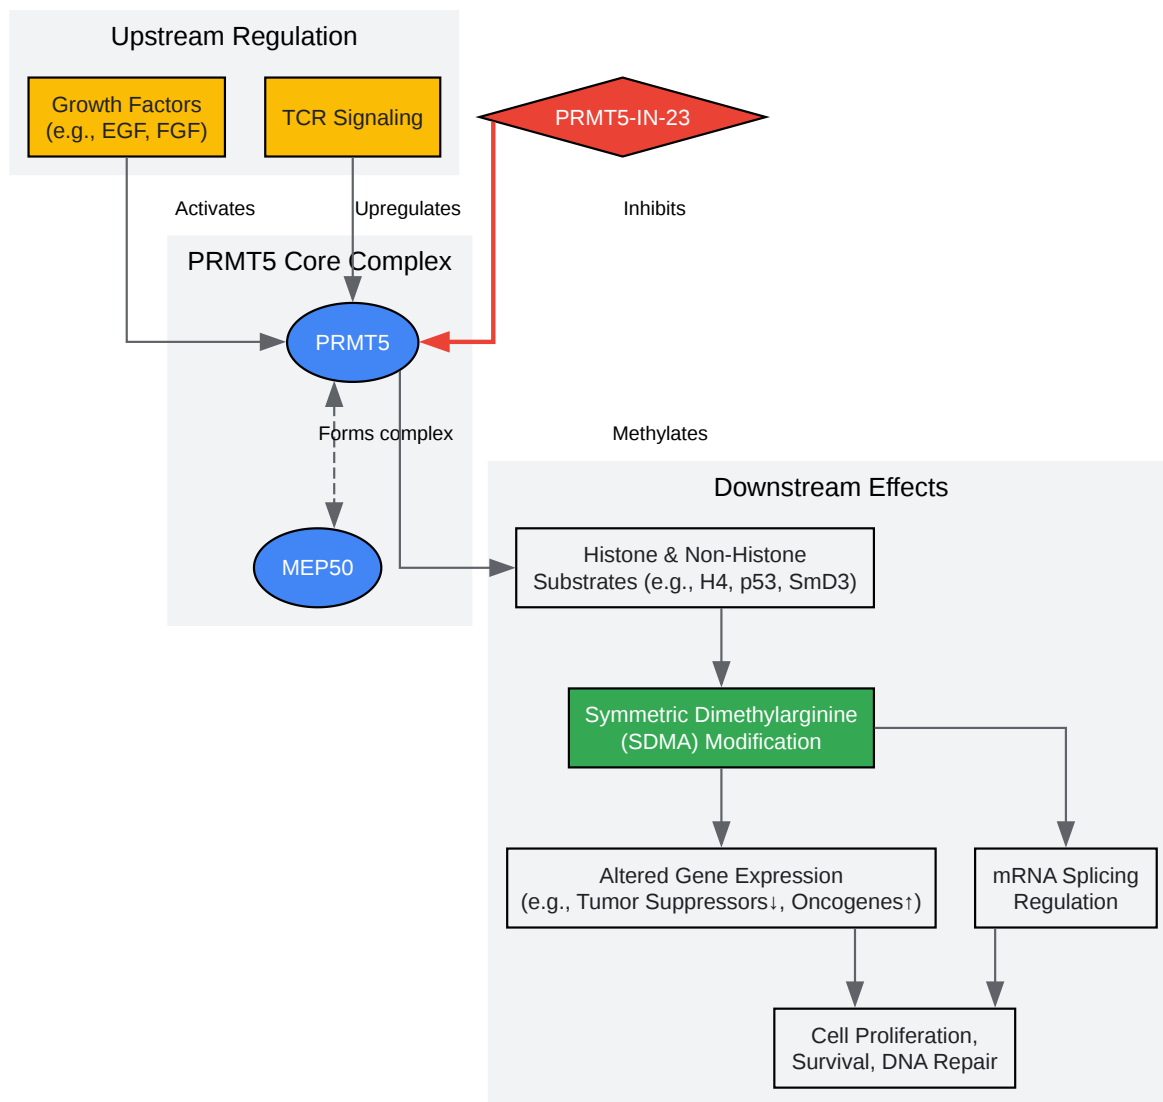 Upstream Regulation
Growth Factors
(e.g., EGF, FGF)
TCR Signaling
PRMT5-IN-23
Activates
Upregulates
Inhibits
PRMT5 Core Complex
PRMT5
Forms complex
Methylates
MEP50
Downstream Effects
Histone & Non-Histone
Substrates (e.g., H4, p53, SmD3)
Symmetric Dimethylarginine
(SDMA) Modification
Altered Gene Expression
(e.g., Tumor Suppressors↓, Oncogenes↑)
mRNA Splicing
Regulation
Cell Proliferation,
Survival, DNA Repair